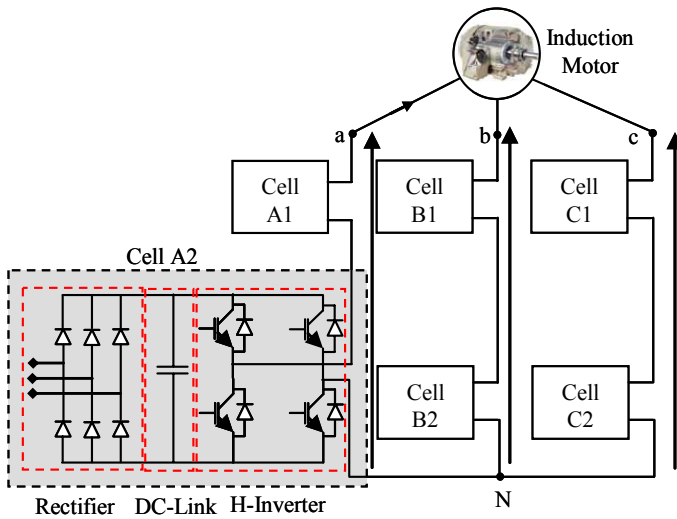 Induction
Motor
a
b
c
Cell
A1
Cell
B1
Cell
C1
Cell A2
Cell
B2
Cell
C2
N
Rectifier
DC-Link
H-Inverter